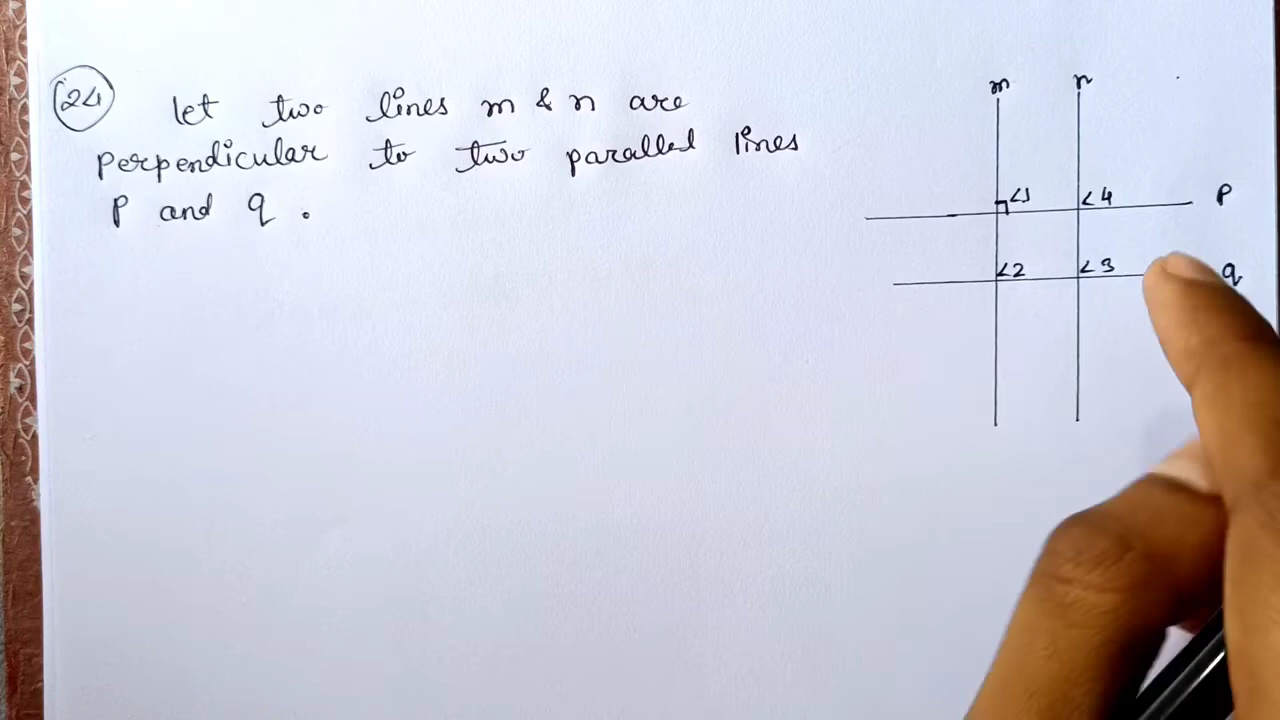 24 Let two lines m & n are
Perpendicular to two parallel lines
P and q .
m n
∠1 ∠4 P
∠2 ∠3 q